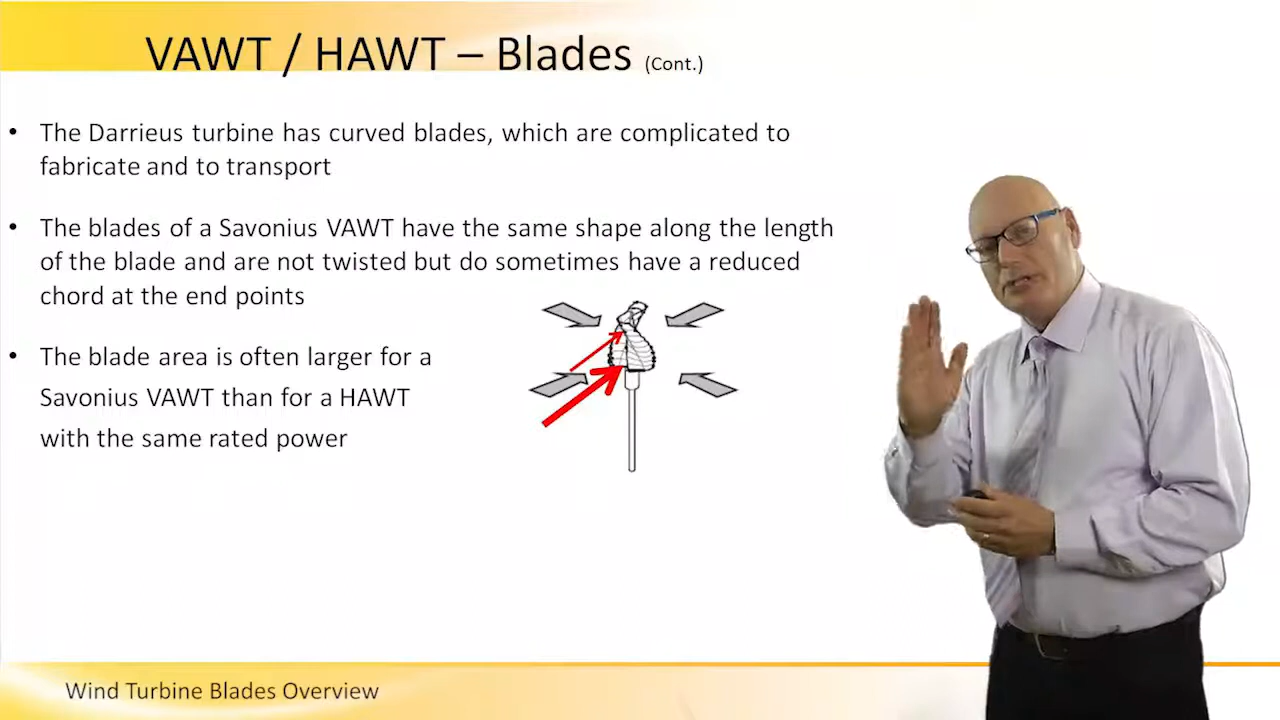 VAWT / HAWT – Blades (Cont.)
• The Darrieus turbine has curved blades, which are complicated to
fabricate and to transport
• The blades of a Savonius VAWT have the same shape along the length
of the blade and are not twisted but do sometimes have a reduced
chord at the end points
• The blade area is often larger for a
Savonius VAWT than for a HAWT
with the same rated power
Wind Turbine Blades Overview